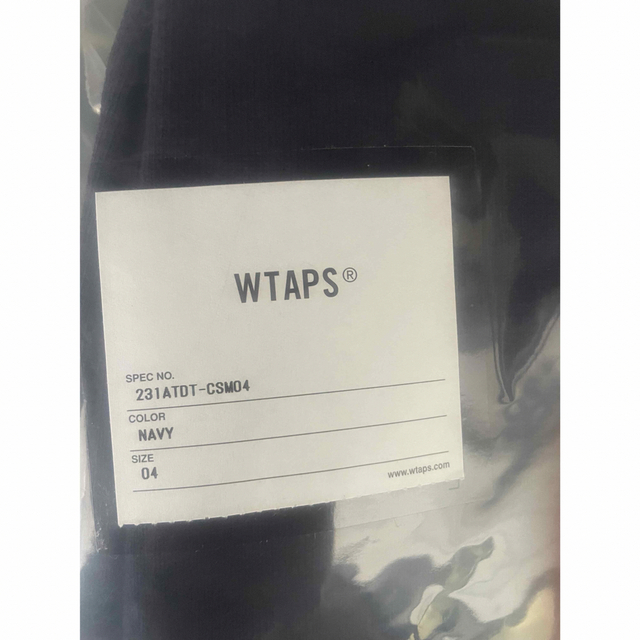 WTAPS®
SPEC NO.
231ATDT-CSM04
COLOR
NAVY
SIZE
04
www.wtaps.com